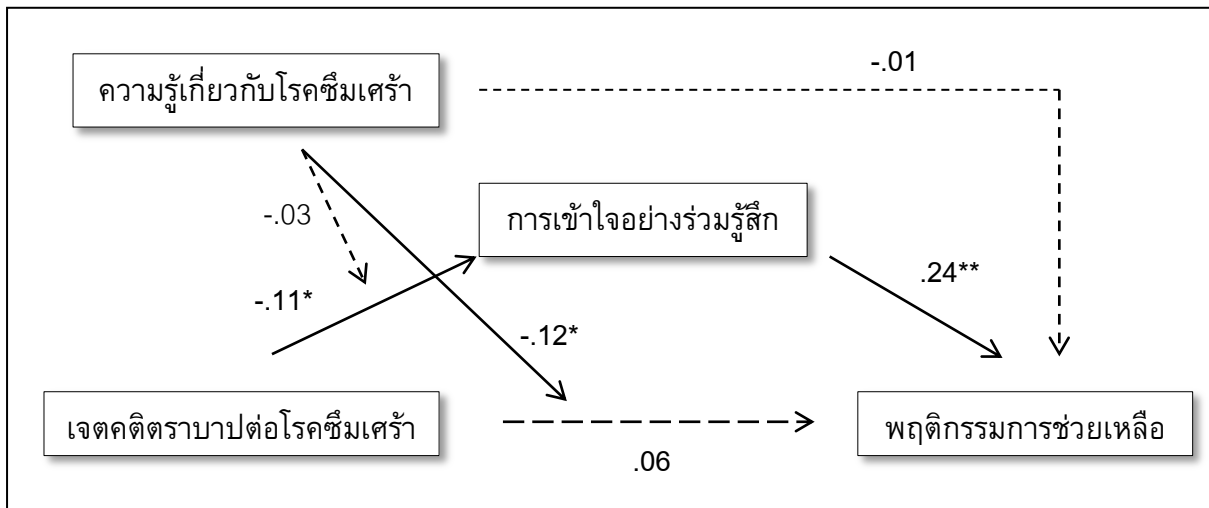 -.01
ความรู้เกี่ยวกับโรคซึมเศร้า
-.03
การเข้าใจอย่างร่วมรู้สึก
-.11*
.24**
-.12*
เจตคติตราบาปต่อโรคซึมเศร้า
พฤติกรรมการช่วยเหลือ
.06